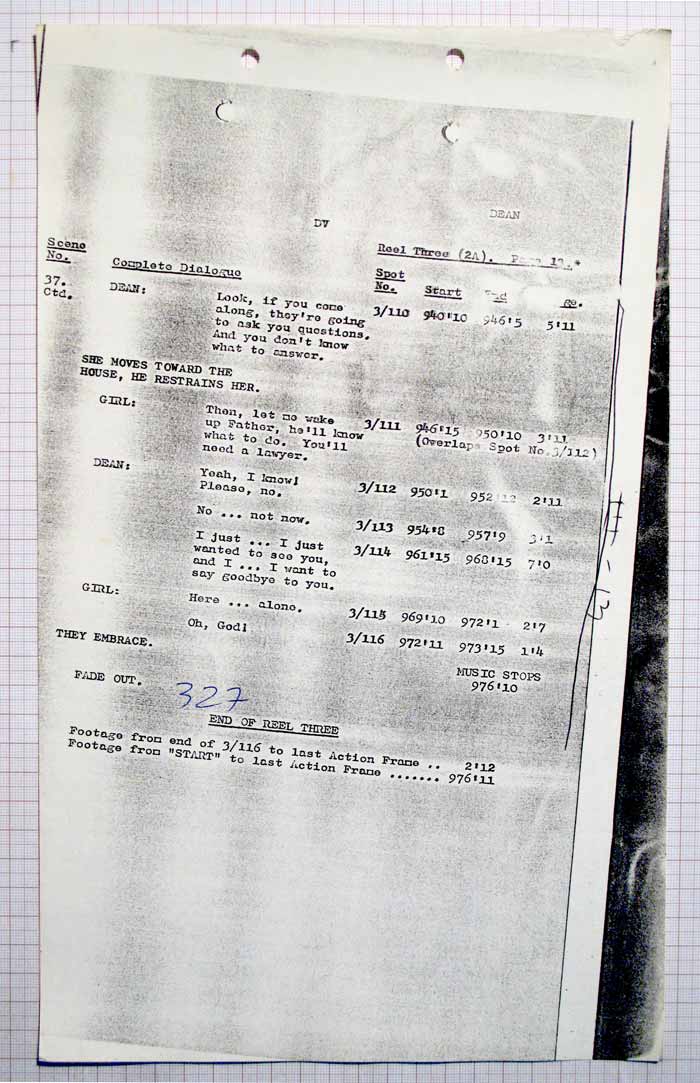 DV DEAN
Scene No. Complete Dialogue Reel Three (2A).
Spot No. Start
37. Ctd. DEAN: Look, if you come 3/110 940'10 946'5 5'11
along, they're going
to ask you questions.
And you don't know
what to answer.
SHE MOVES TOWARD THE
HOUSE, HE RESTRAINS HER.
GIRL: Then, let me wake 3/111 946'15 950'10 3'11
up Father, he'll know (Overlaps Spot No.3/112)
what to do. You'll
need a lawyer.
DEAN: Yeah, I know! 3/112 950'1 952'12 2'11
Please, no.
No ... not now. 3/113 954'8 957'9 3'1
I just ... I just 3/114 961'15 968'15 7'0
wanted to see you,
and I ... I want to
say goodbye to you.
GIRL: Here ... alone. 3/115 969'10 972'1 2'7
Oh, God! 3/116 972'11 973'15 1'4
THEY EMBRACE.
MUSIC STOPS
976'10
FADE OUT.
327
END OF REEL THREE
Footage from end of 3/116 to last Action Frame .. 2'12
Footage from "START" to last Action Frame ....... 976'11